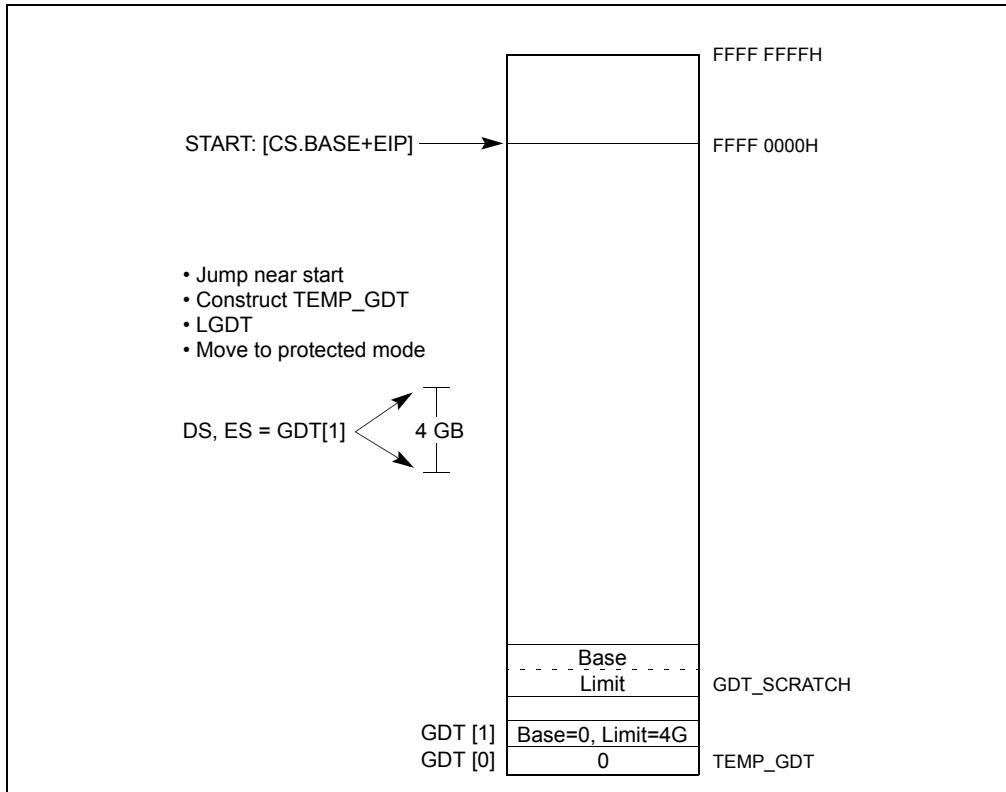 FFFF FFFFH
START: [CS.BASE+EIP]
FFFF 0000H
• Jump near start
• Construct TEMP_GDT
• LGDT
• Move to protected mode
DS, ES = GDT[1]
4 GB
Base
Limit
GDT_SCRATCH
GDT [1]
Base=0, Limit=4G
GDT [0]
0
TEMP_GDT